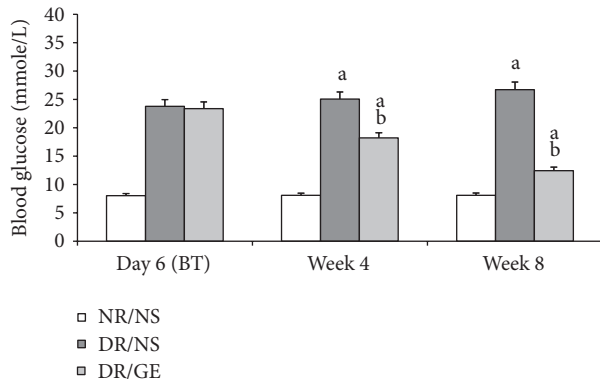 Blood glucose (mmole/L)
40
35
30
25
20
15
10
5
0
a
a
b
a
a
b
Day 6 (BT)
Week 4
Week 8
NR/NS
DR/NS
DR/GE